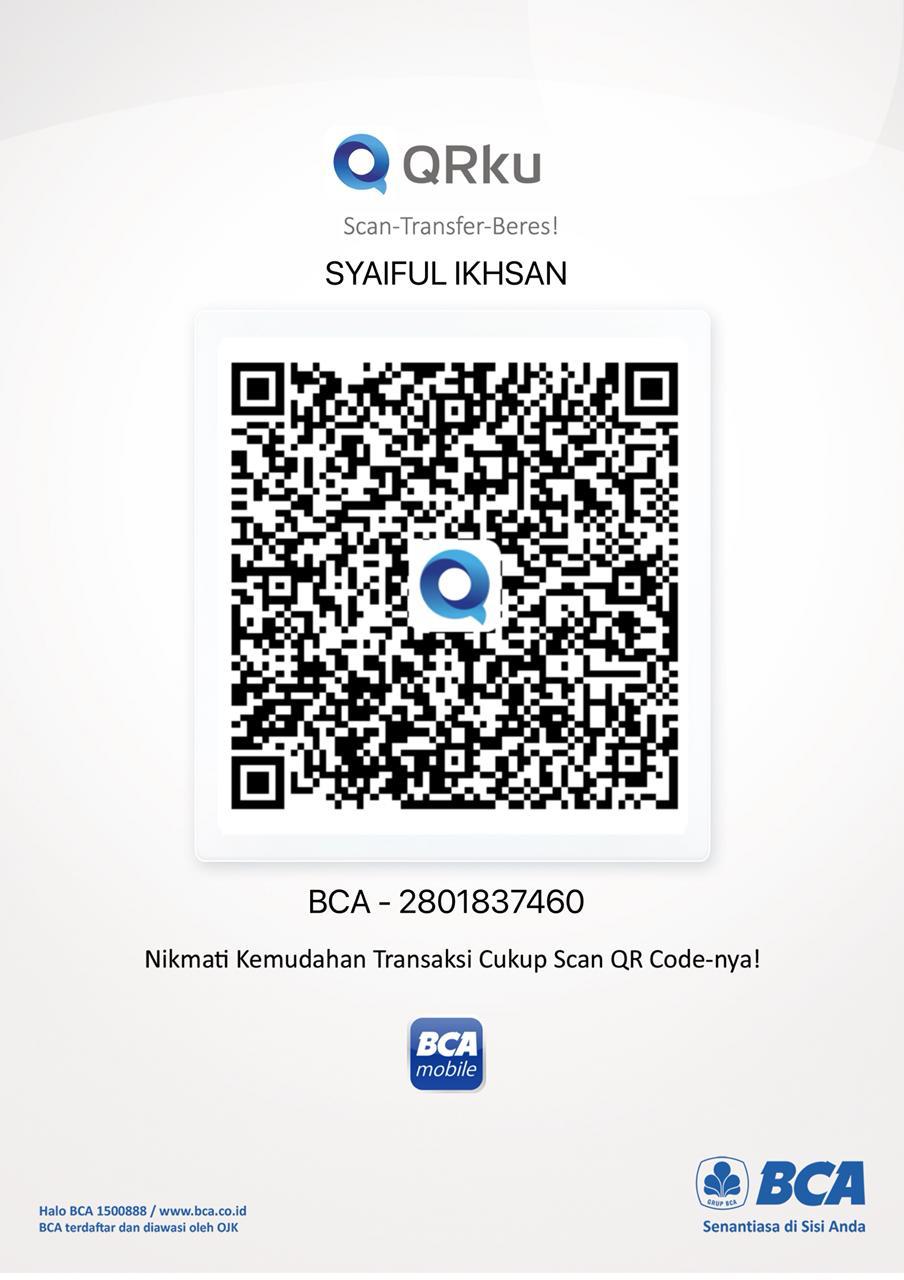 QRku
Scan-Transfer-Beres!
SYAIFUL IKHSAN
BCA - 2801837460
Nikmati Kemudahan Transaksi Cukup Scan QR Code-nya!
BCA
mobile
GRUP BCA
BCA
Senantiasa di Sisi Anda
Halo BCA 1500888 / www.bca.co.id
BCA terdaftar dan diawasi oleh OJK